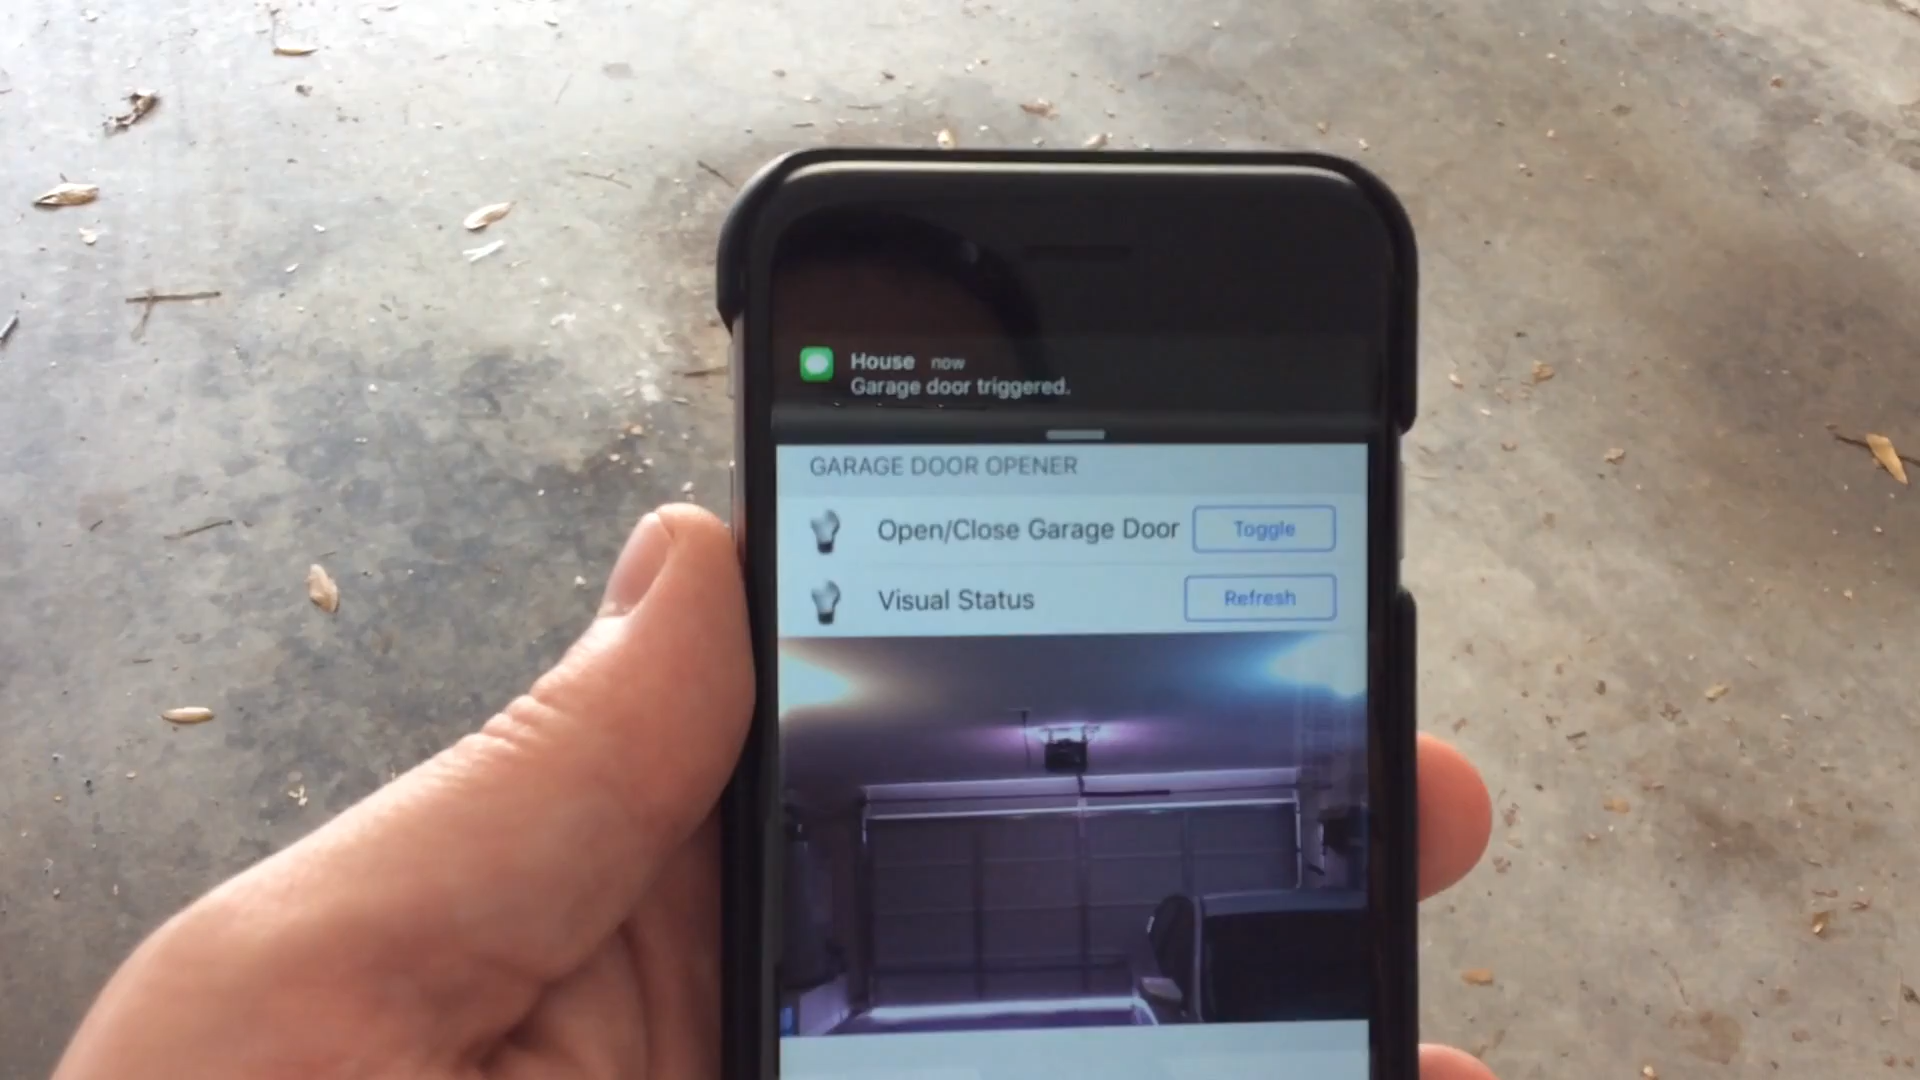 House now
Garage door triggered.
GARAGE DOOR OPENER
Open/Close Garage Door Toggle
Visual Status Refresh